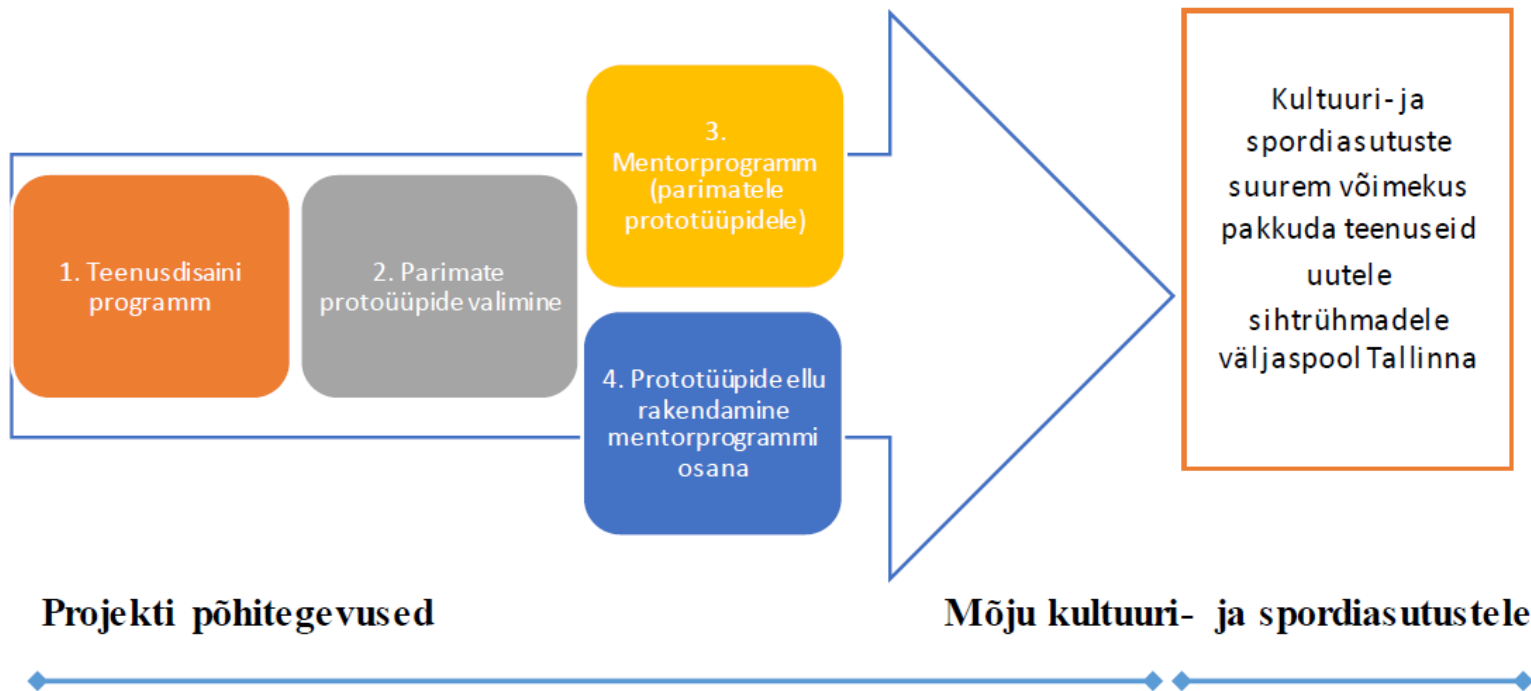 1. Teenusdisaini
programm
2. Parimate
protoüüpide valimine
3.
Mentorprogramm
(parimatele
prototüüpidele)
4. Prototüüpide ellu
rakendamine
mentorprogrammi
osana
Kultuuri- ja
spordiasutuste
suurem võimekus
pakkuda teenuseid
uutele
sihtrühmadele
väljaspool Tallinna
Projekti põhitegevused
Mõju kultuuri- ja spordiasutustele